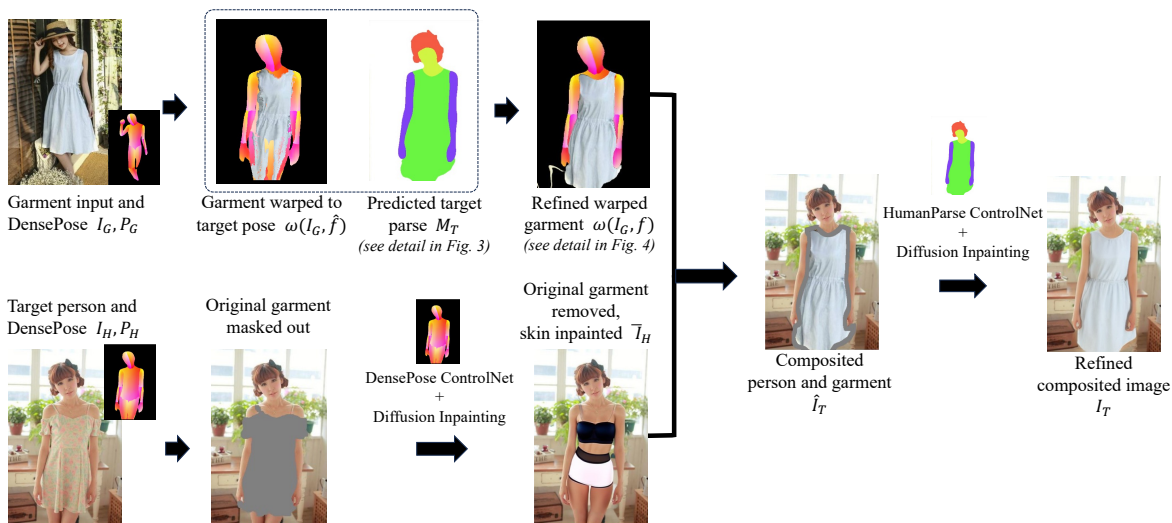 Garment input and
DensePose I_G, P_G
Garment warped to
target pose ω(I_G, f̂)
Predicted target
parse M_T
(see detail in Fig. 3)
Refined warped
garment ω(I_G, f)
(see detail in Fig. 4)
HumanParse ControlNet
+
Diffusion Inpainting
Target person and
DensePose I_H, P_H
Original garment
masked out
DensePose ControlNet
+
Diffusion Inpainting
Original garment
removed,
skin inpainted Ī_H
Composited
person and garment
Î_T
Refined
composited image
I_T